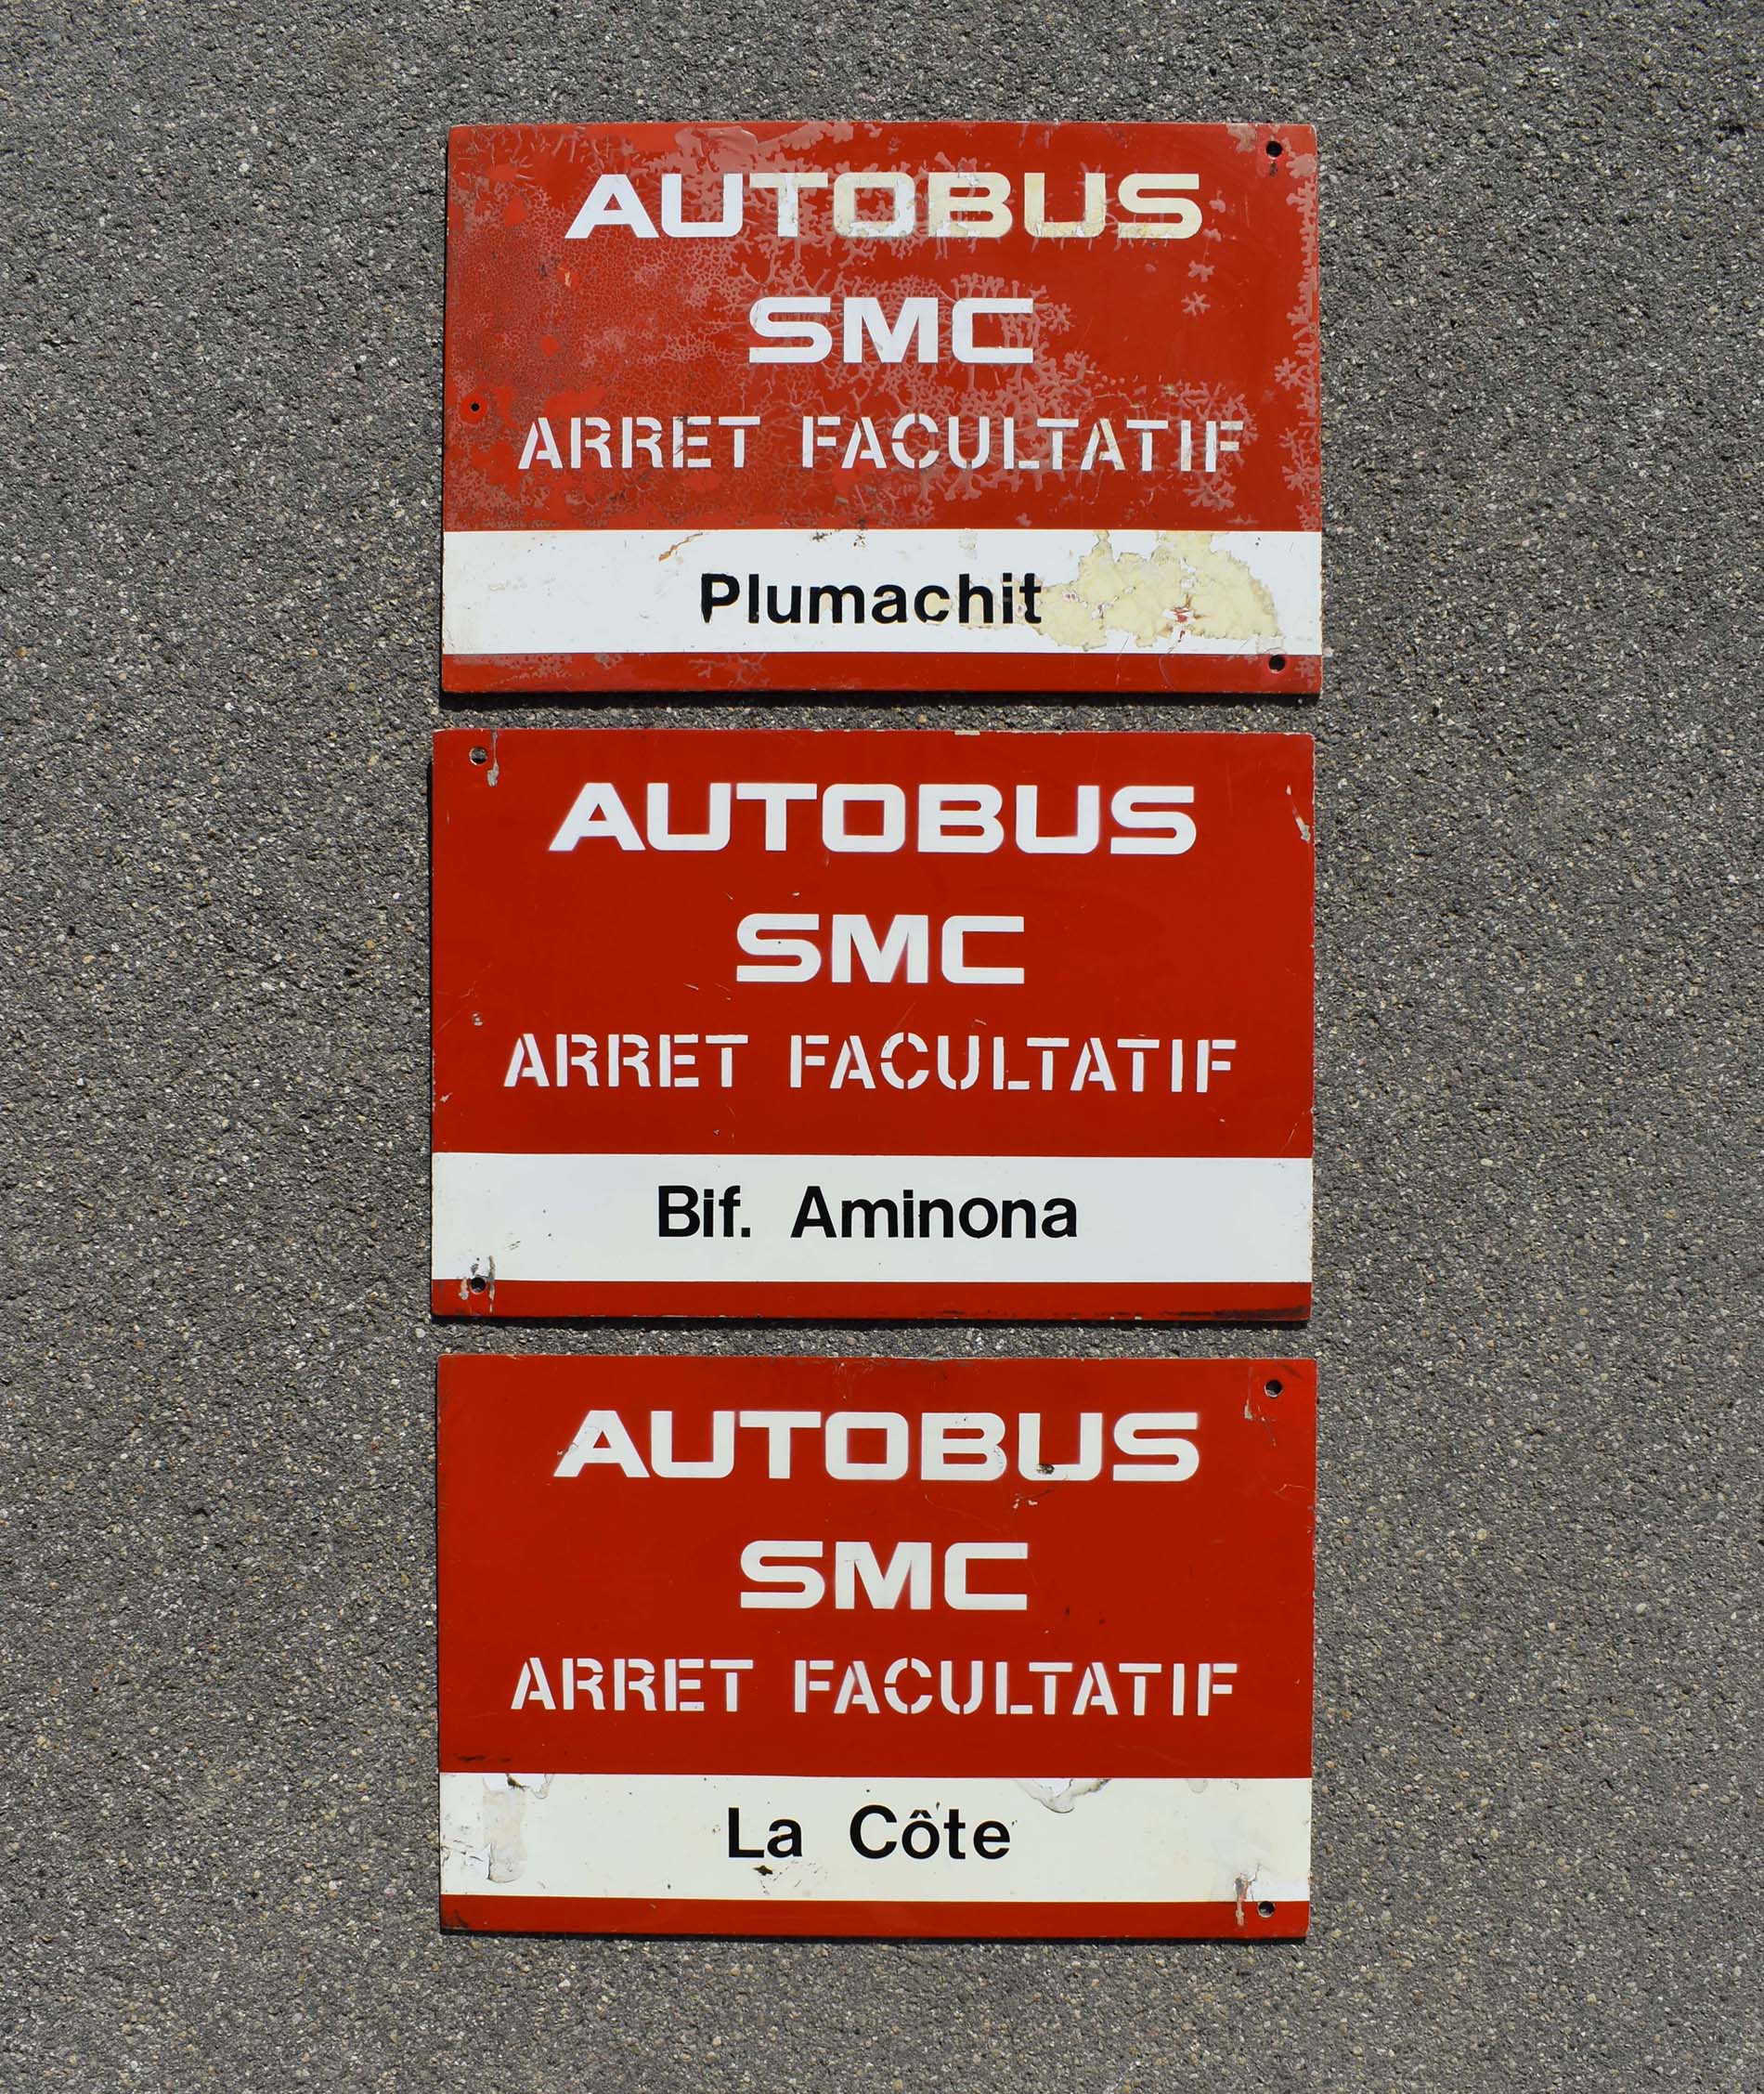 AUTOBUS
SMC
ARRET FACULTATIF
Plumachit
AUTOBUS
SMC
ARRET FACULTATIF
Bif. Aminona
AUTOBUS
SMC
ARRET FACULTATIF
La Côte